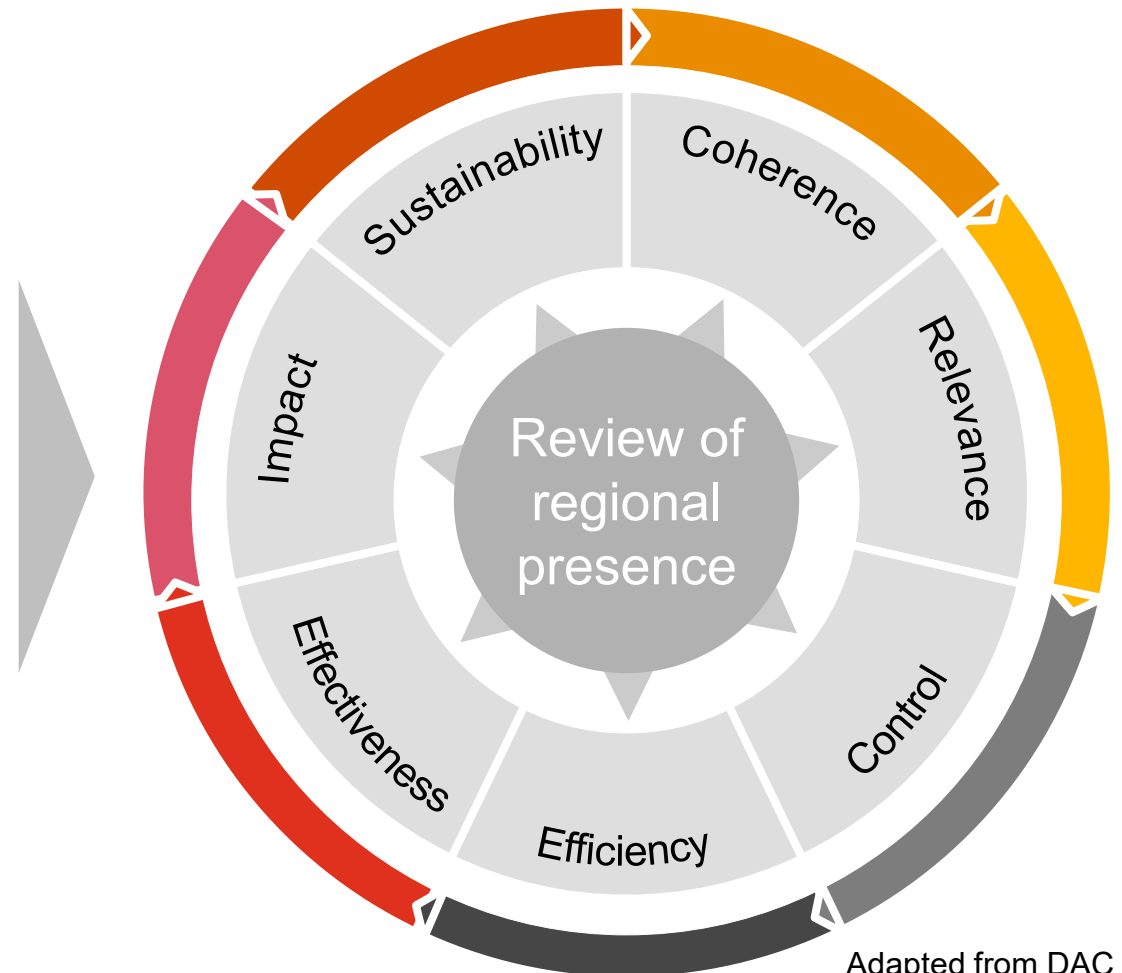 Sustainability
Coherence
Relevance
Control
Efficiency
Effectiveness
Impact
Review of
regional
presence
Adapted from DAC